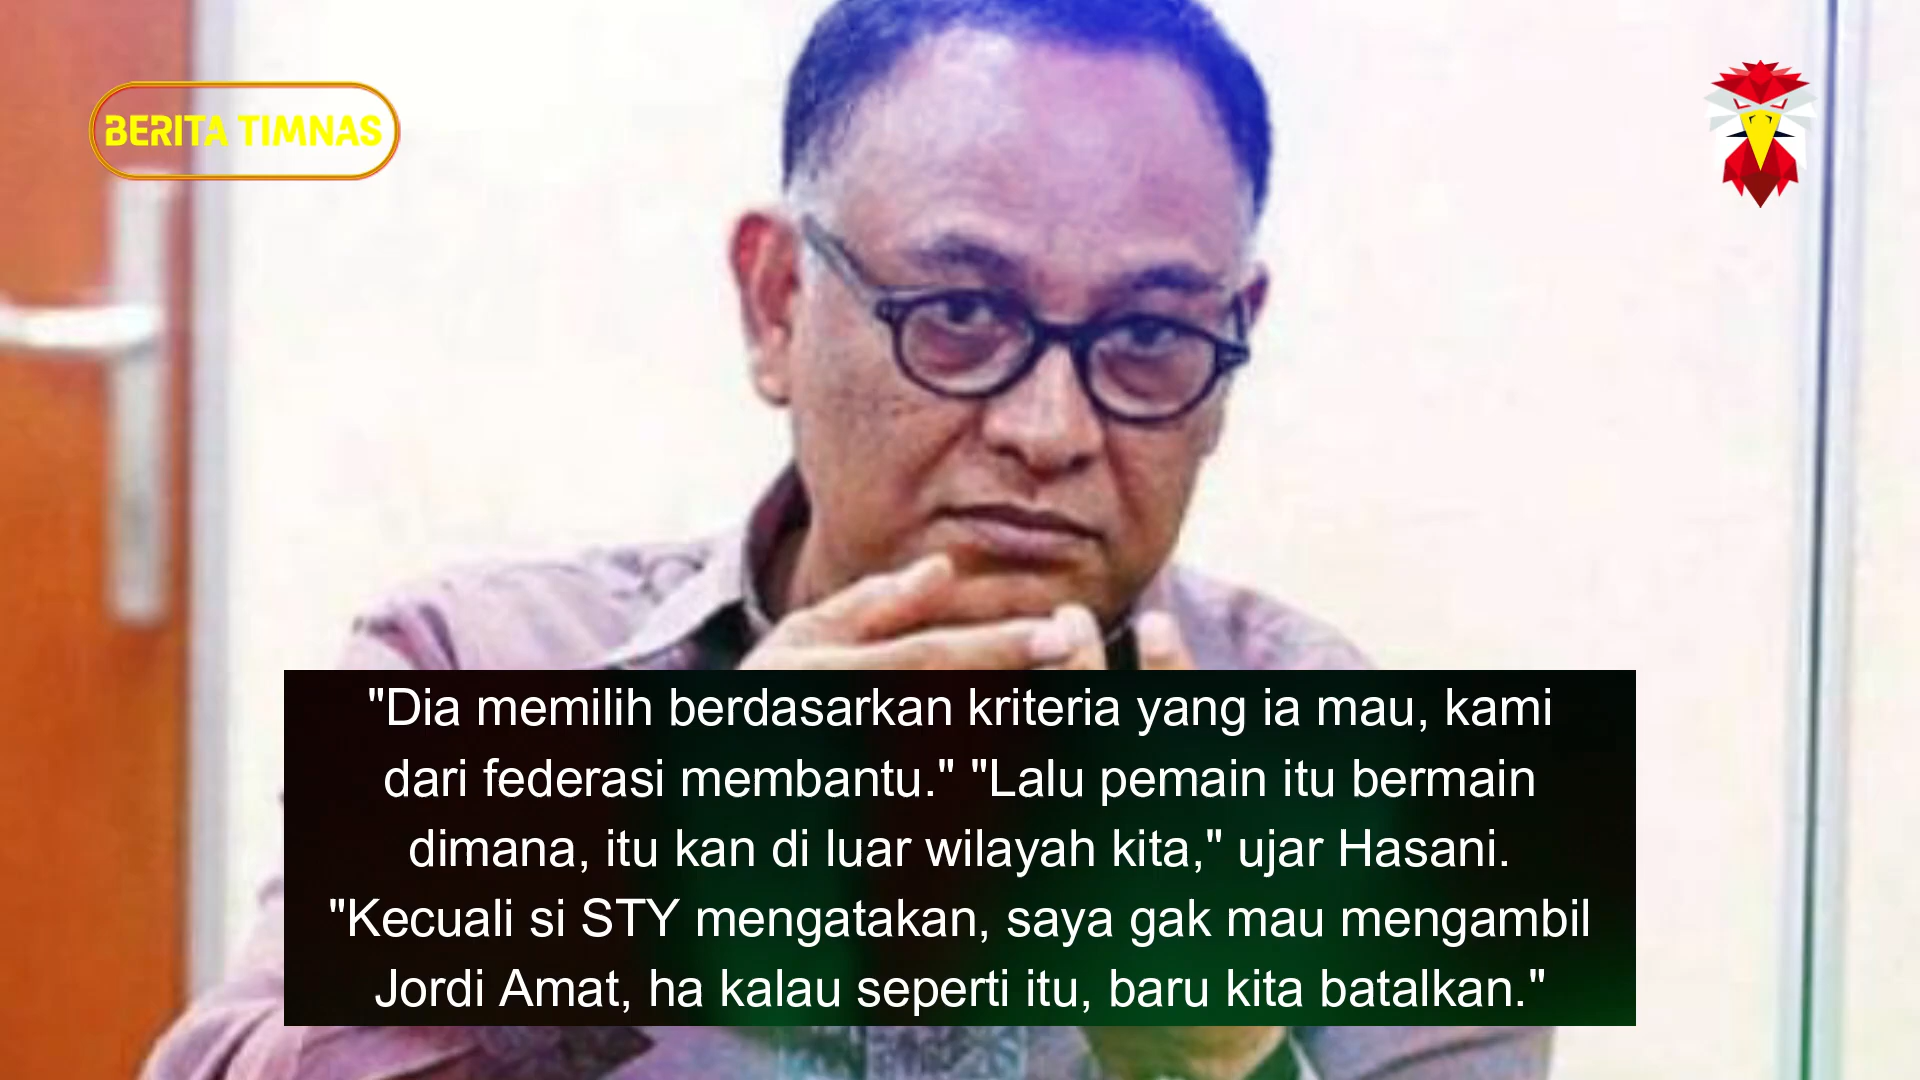 BERITA TIMNAS
"Dia memilih berdasarkan kriteria yang ia mau, kami
dari federasi membantu." "Lalu pemain itu bermain
dimana, itu kan di luar wilayah kita," ujar Hasani.
"Kecuali si STY mengatakan, saya gak mau mengambil
Jordi Amat, ha kalau seperti itu, baru kita batalkan."